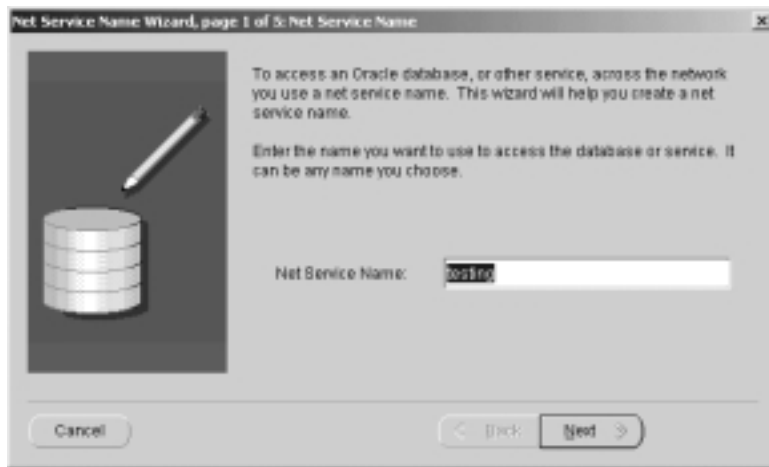 Net Service Name Wizard, page 1 of 5: Net Service Name
To access an Oracle database, or other service, across the network
you use a net service name. This wizard will help you create a net
service name.
Enter the name you want to use to access the database or service. It
can be any name you choose.
Net Service Name: testing
Cancel
Back
Next